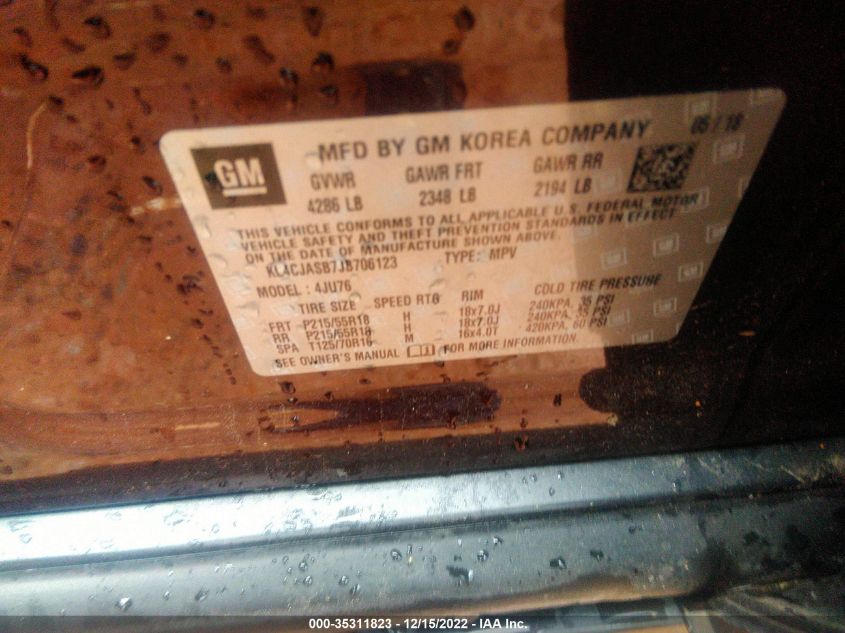 GM
MFD BY GM KOREA COMPANY 05/18
GVWR GAWR FRT GAWR RR
4286 LB 2348 LB 2194 LB
THIS VEHICLE CONFORMS TO ALL APPLICABLE U.S. FEDERAL MOTOR
VEHICLE SAFETY AND THEFT PREVENTION STANDARDS IN EFFECT
ON THE DATE OF MANUFACTURE SHOWN ABOVE.
KL4CJASB7JB706123 TYPE: MPV
MODEL: 4JU76
TIRE SIZE SPEED RTG RIM COLD TIRE PRESSURE
FRT P215/55R18 H 18x7.0J 240KPA, 35 PSI
RR P215/55R18 H 18x7.0J 240KPA, 35 PSI
SPA T125/70R16 M 16x4.0T 420KPA, 60 PSI
SEE OWNER'S MANUAL FOR MORE INFORMATION.
000-35311823 - 12/15/2022 - IAA Inc.